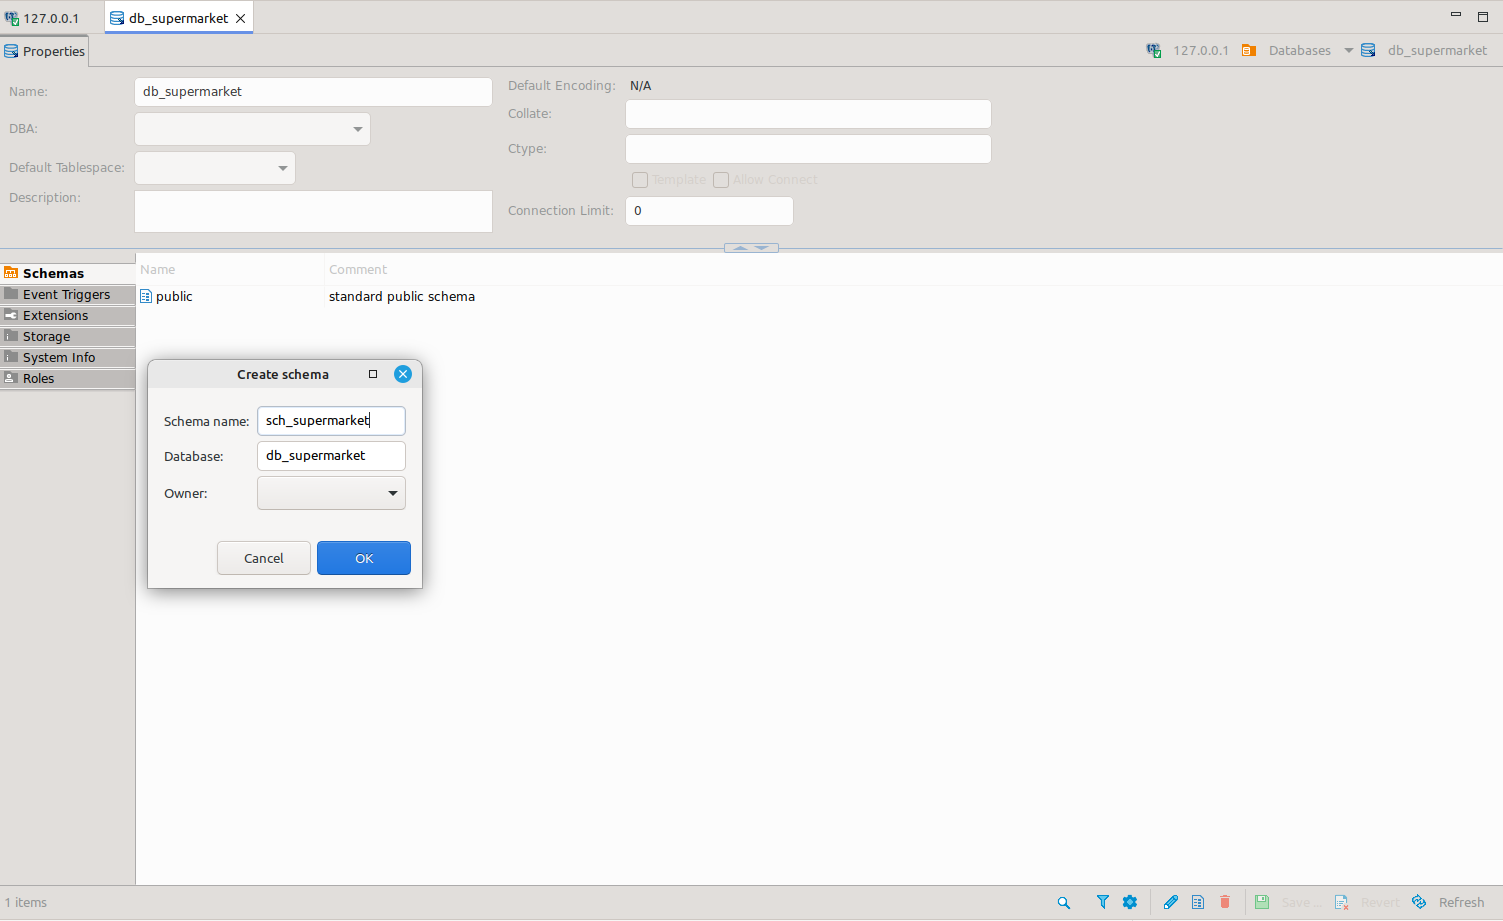 127.0.0.1
db_supermarket
Properties
127.0.0.1 Databases db_supermarket
Name: db_supermarket
DBA:
Default Tablespace:
Description:
Default Encoding: N/A
Collate:
Ctype:
Template Allow Connect
Connection Limit: 0
Schemas
Event Triggers
Extensions
Storage
System Info
Roles
Name Comment
public standard public schema
Create schema
Schema name: sch_supermarket
Database: db_supermarket
Owner:
Cancel OK
1 items
Save ... Revert Refresh